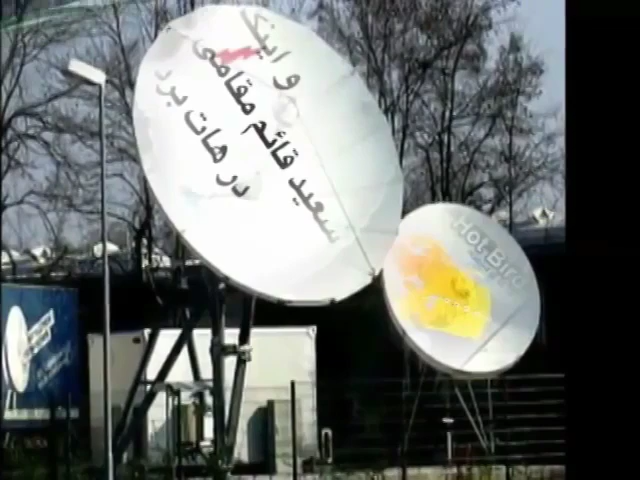 و اینک
سعید قائم مقامی
در هات برد
Hot Bird